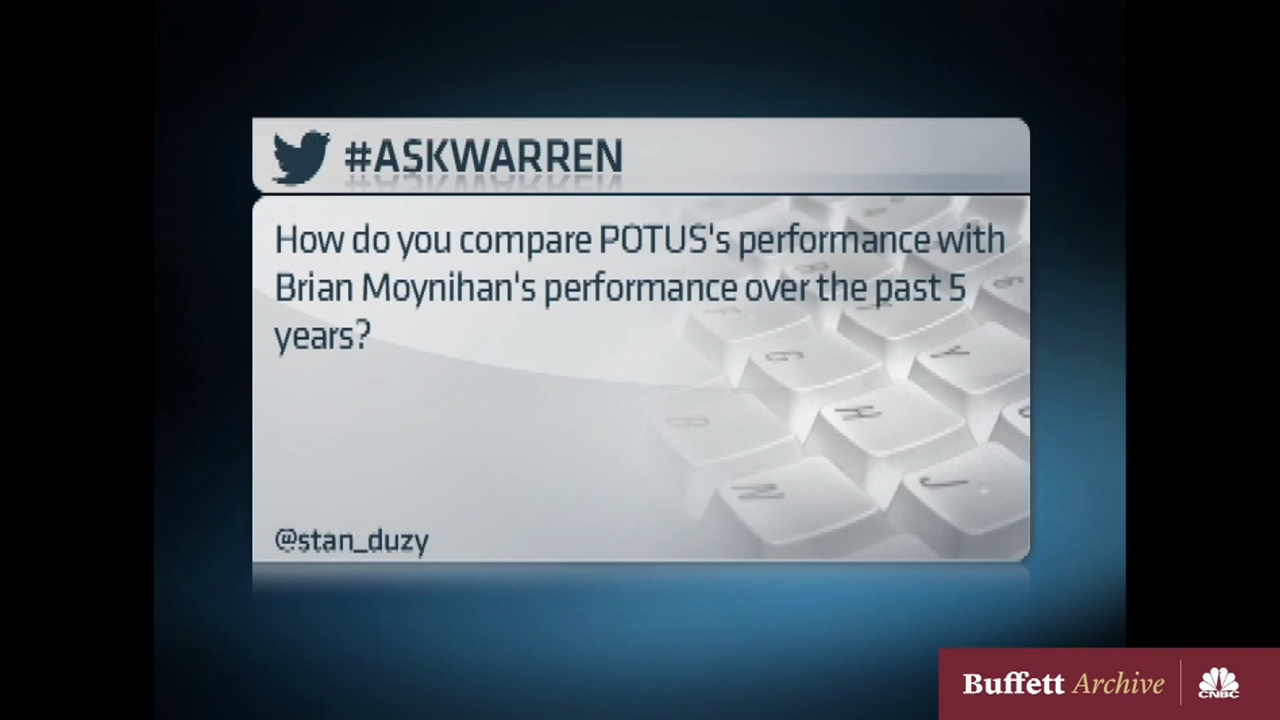 #ASKWARREN
How do you compare POTUS's performance with
Brian Moynihan's performance over the past 5
years?
@stan_duzy
Buffett Archive
CNBC